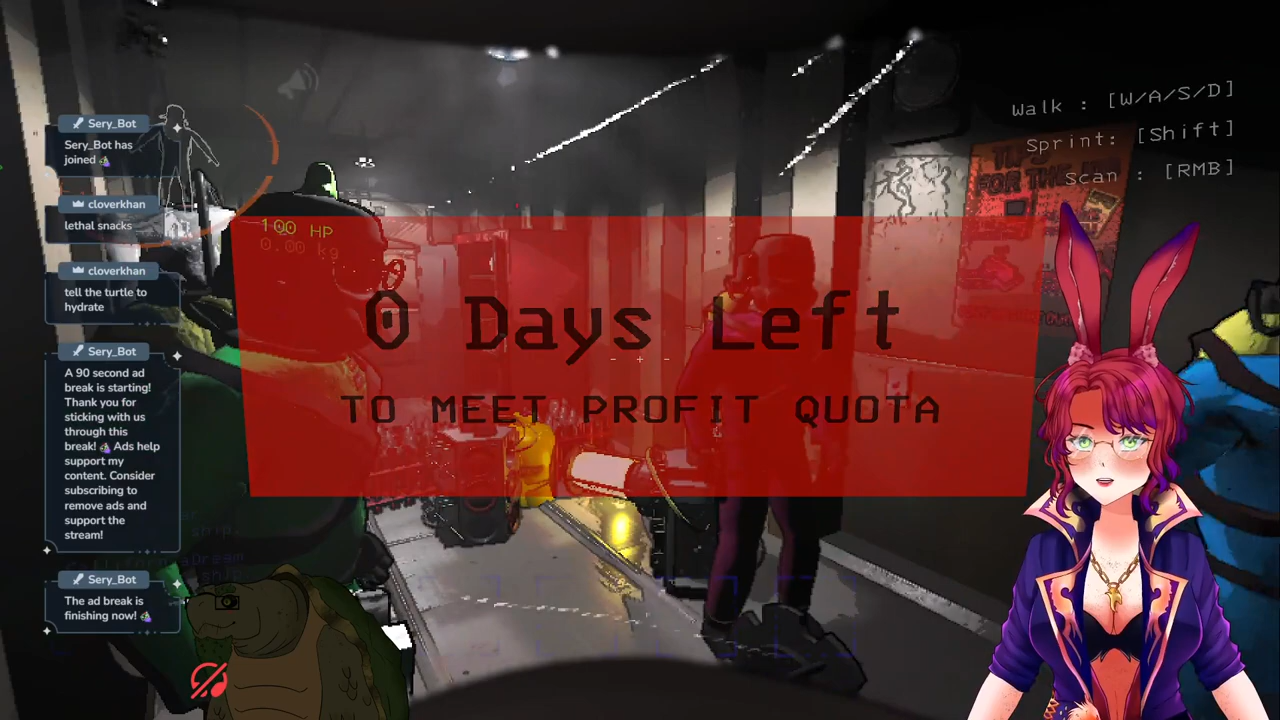 Sery_Bot
Sery_Bot has
joined
cloverkhan
lethal snacks
cloverkhan
tell the turtle to
hydrate
Sery_Bot
A 90 second ad
break is starting!
Thank you for
sticking with us
through this
break! Ads help
support my
content. Consider
subscribing to
remove ads and
support the
stream!
Sery_Bot
The ad break is
finishing now!
100 HP
0.00 kg
0 Days Left
TO MEET PROFIT QUOTA
Walk : [W/A/S/D]
Sprint: [Shift]
Scan : [RMB]
FOR THE